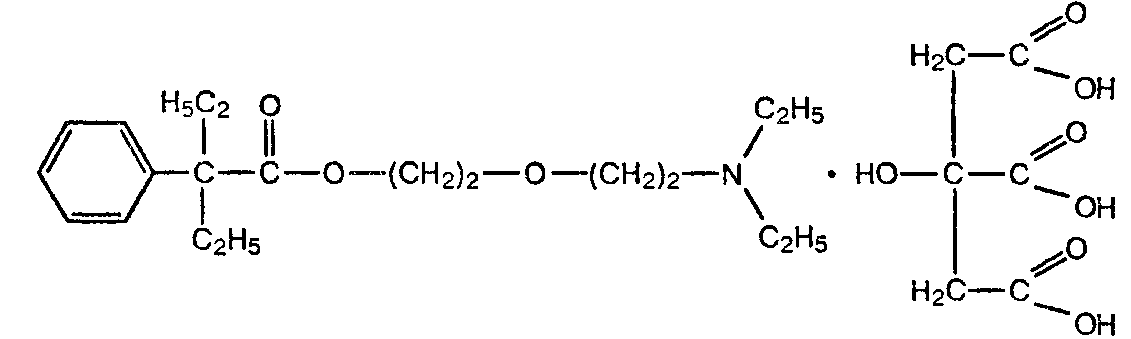 H₂C—C
O
OH
H₅C₂ O
C₂H₅
O
C—C—O—(CH₂)₂—O—(CH₂)₂—N
· HO—C—C
OH
C₂H₅
C₂H₅
O
H₂C—C
OH